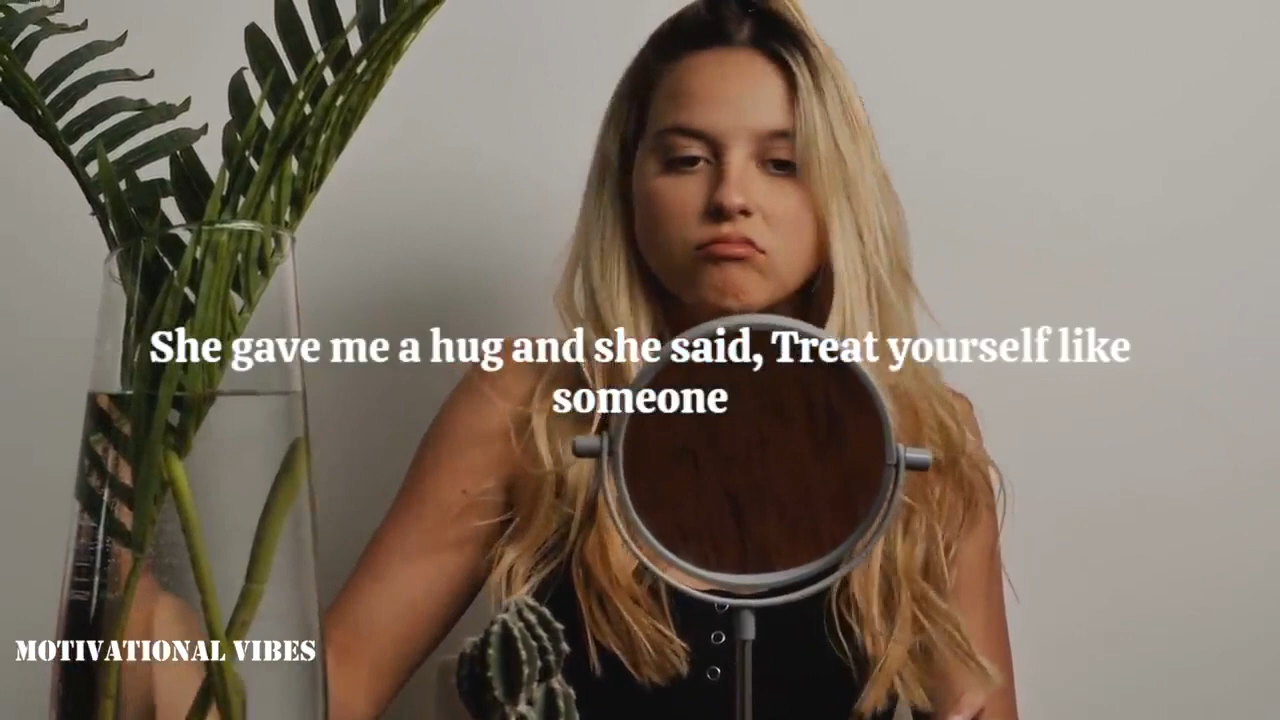 She gave me a hug and she said, Treat yourself like
someone
MOTIVATIONAL VIBES